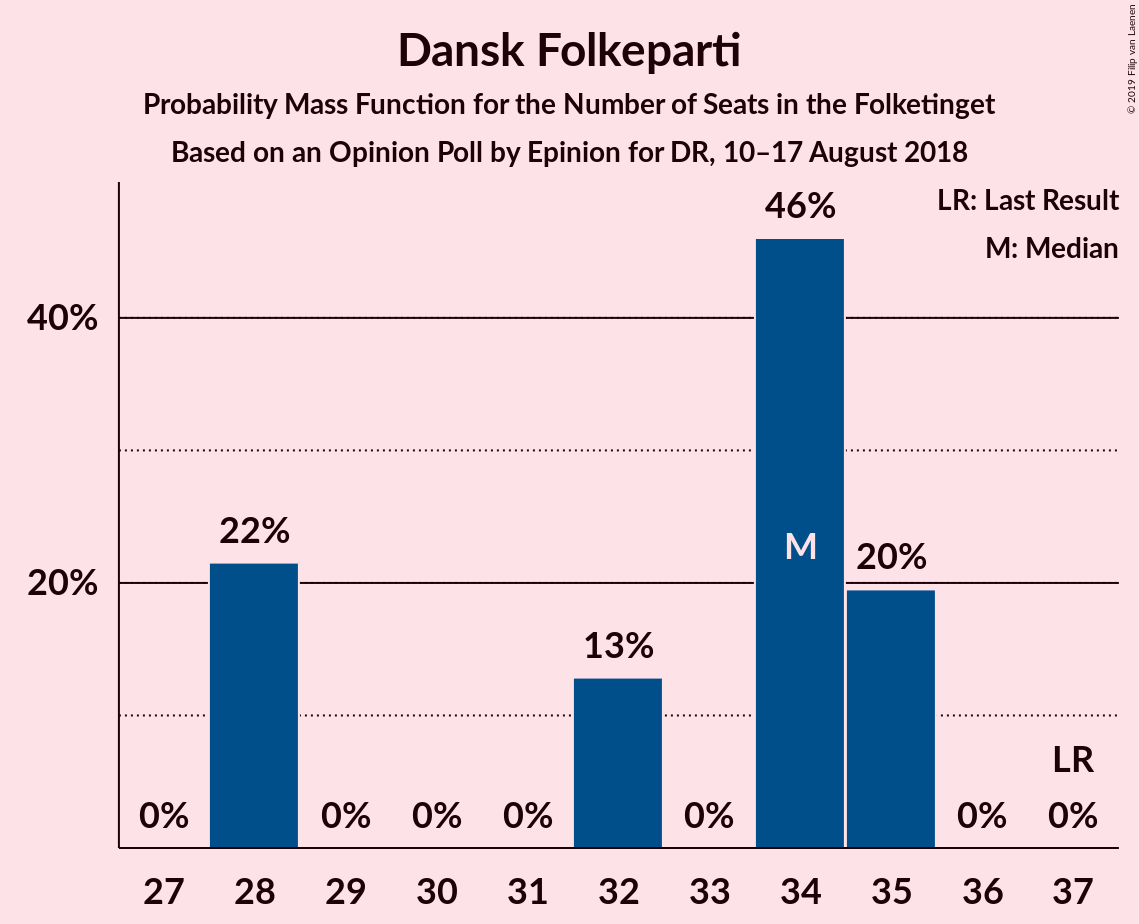 Dansk Folkeparti
Probability Mass Function for the Number of Seats in the Folketinget
Based on an Opinion Poll by Epinion for DR, 10–17 August 2018
© 2019 Filip van Laenen
LR: Last Result
M: Median
40%
20%
0%
22%
0%
0%
0%
13%
0%
46%
M
20%
0%
LR
0%
27 28 29 30 31 32 33 34 35 36 37